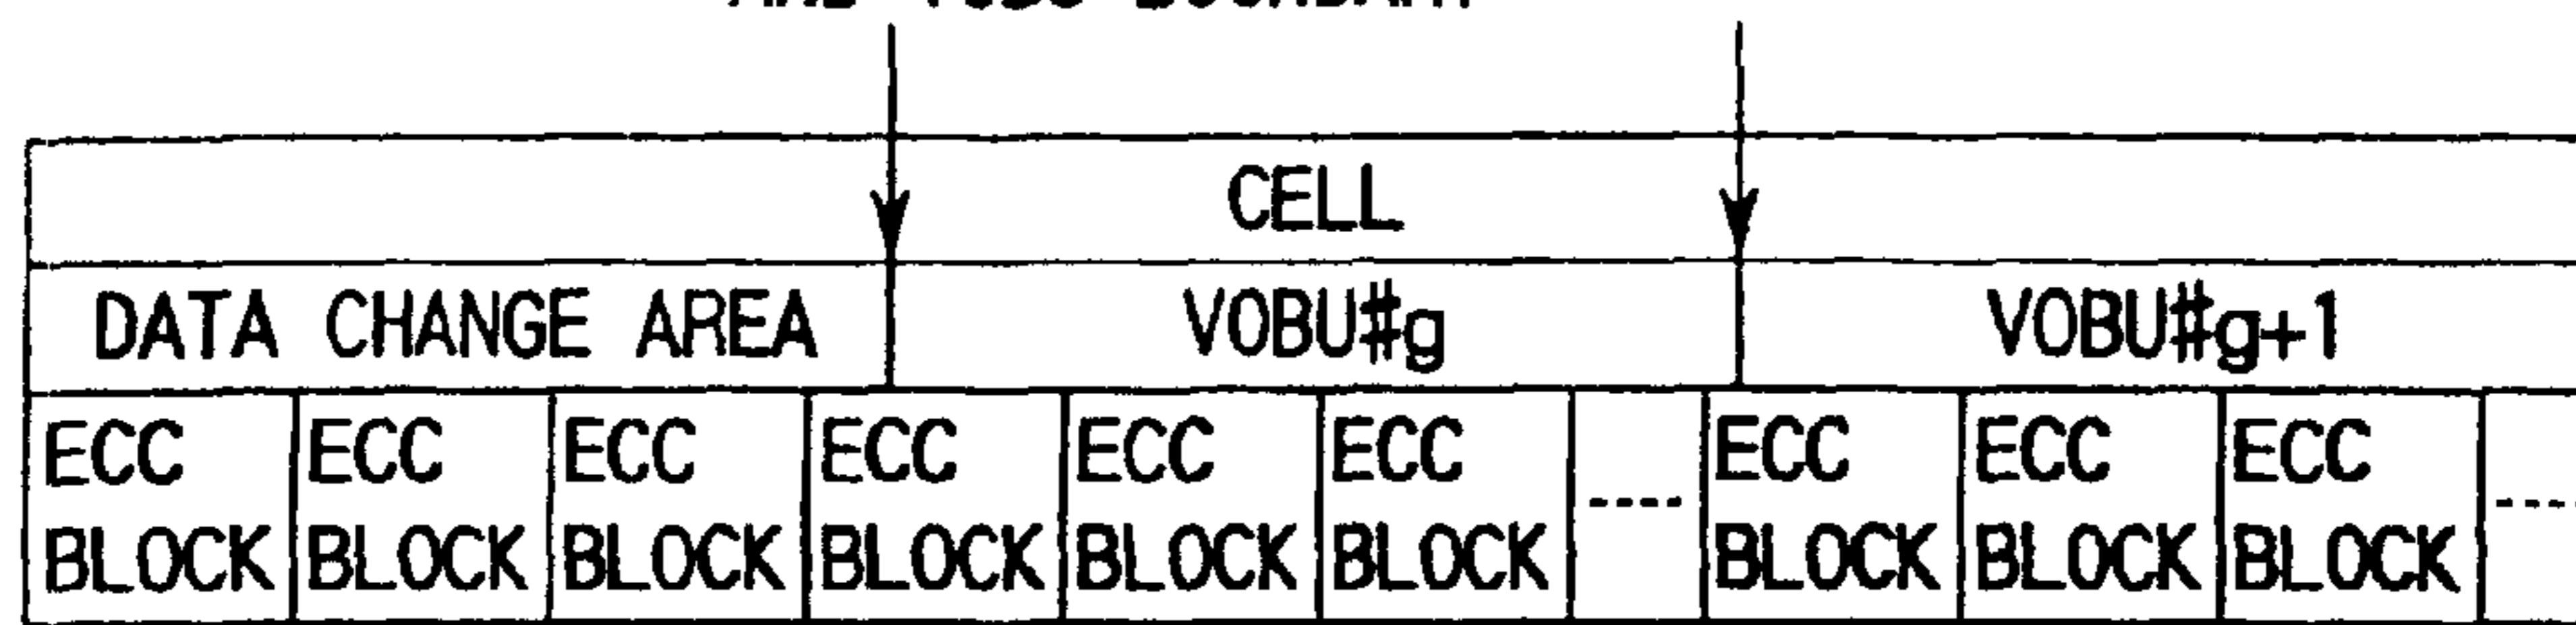 CELL
DATA CHANGE AREA VOBU#g VOBU#g+1
ECC ECC ECC ECC ECC ECC ECC ECC ECC
BLOCK BLOCK BLOCK BLOCK BLOCK BLOCK ---- BLOCK BLOCK BLOCK ----